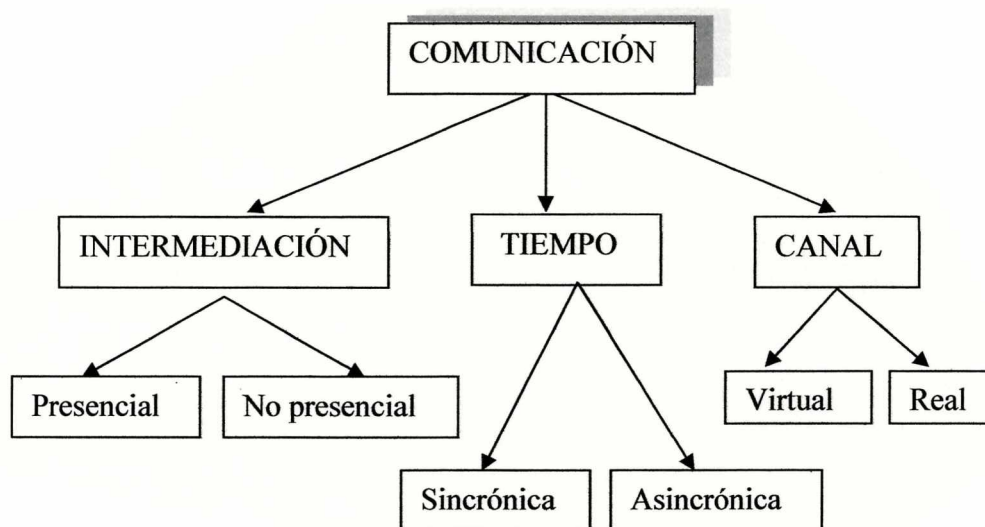 COMUNICACIÓN
INTERMEDIACIÓN
TIEMPO
CANAL
Presencial
No presencial
Virtual
Real
Sincrónica
Asincrónica